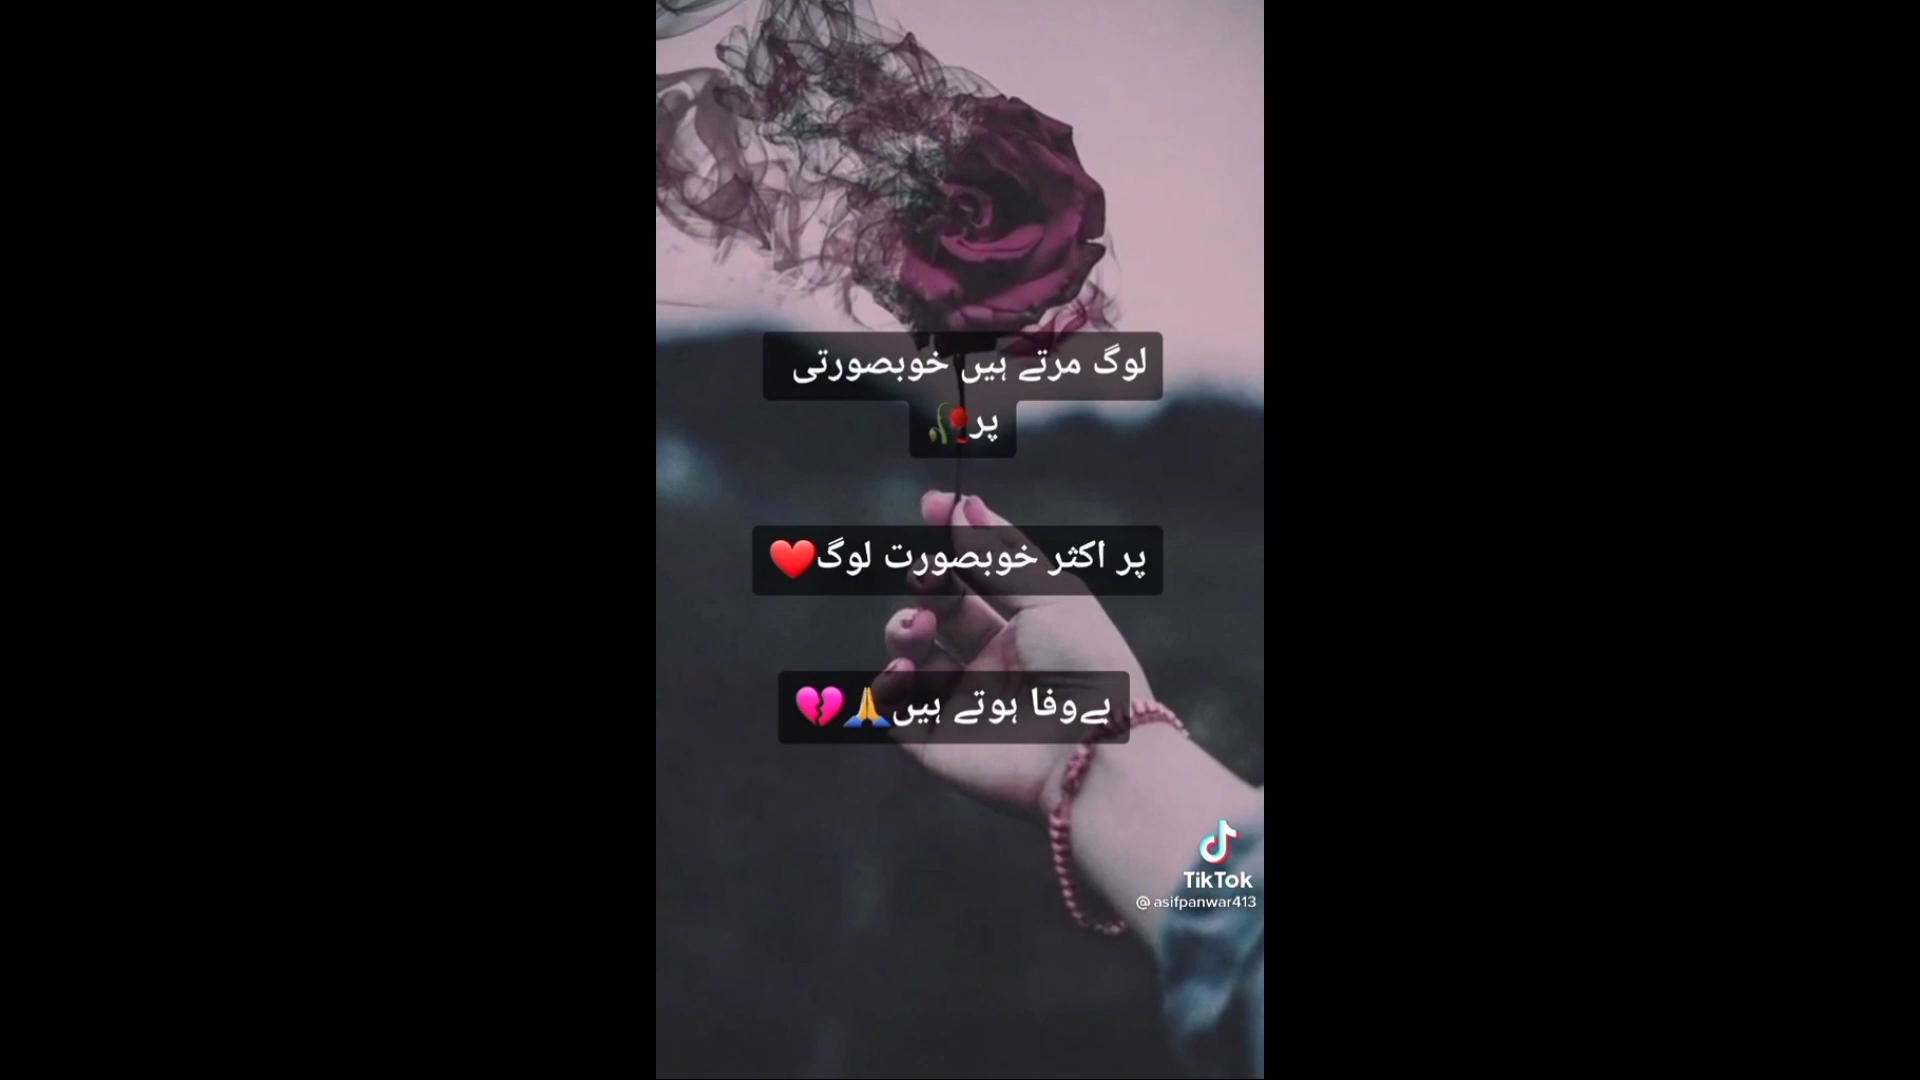 لوگ مرتے ہیں خوبصورتی
پر🥀
پر اکثر خوبصورت لوگ❤️
بےوفا ہوتے ہیں🙏💔
TikTok
@asifpanwar413